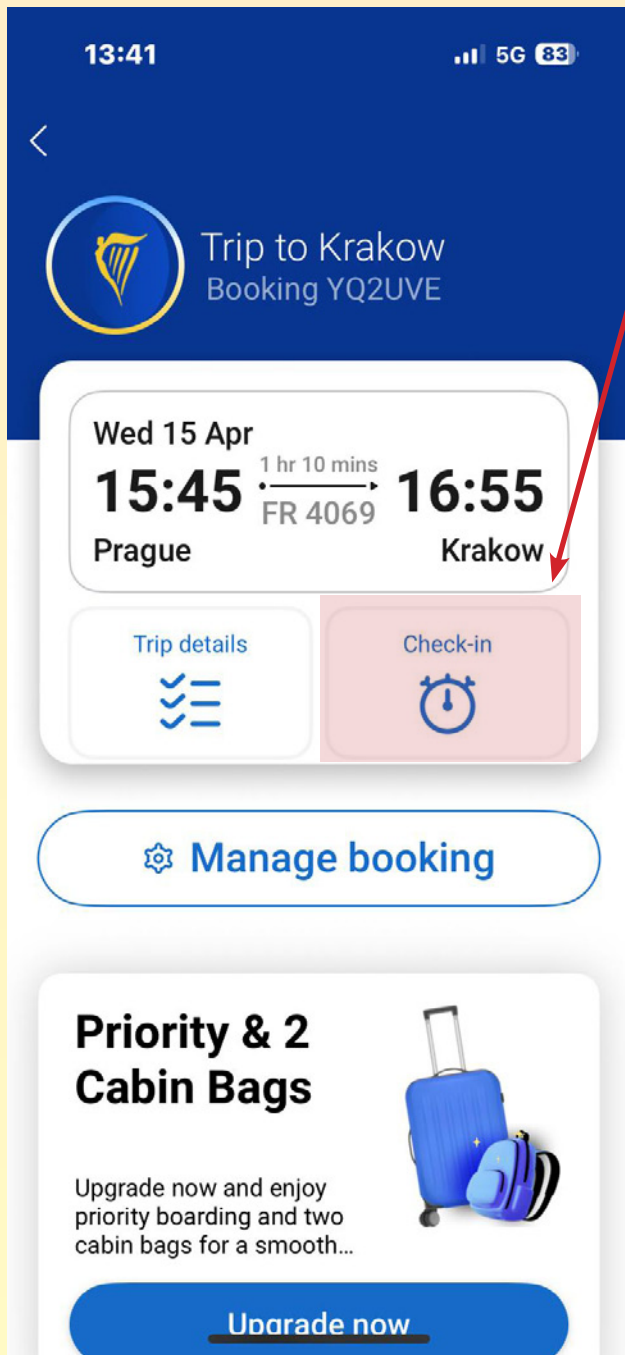 13:41 5G 83
Trip to Krakow
Booking YQ2UVE
Wed 15 Apr
1 hr 10 mins
15:45 16:55
FR 4069
Prague Krakow
Trip details Check-in
Manage booking
Priority & 2
Cabin Bags
Upgrade now and enjoy
priority boarding and two
cabin bags for a smooth...
Upgrade now